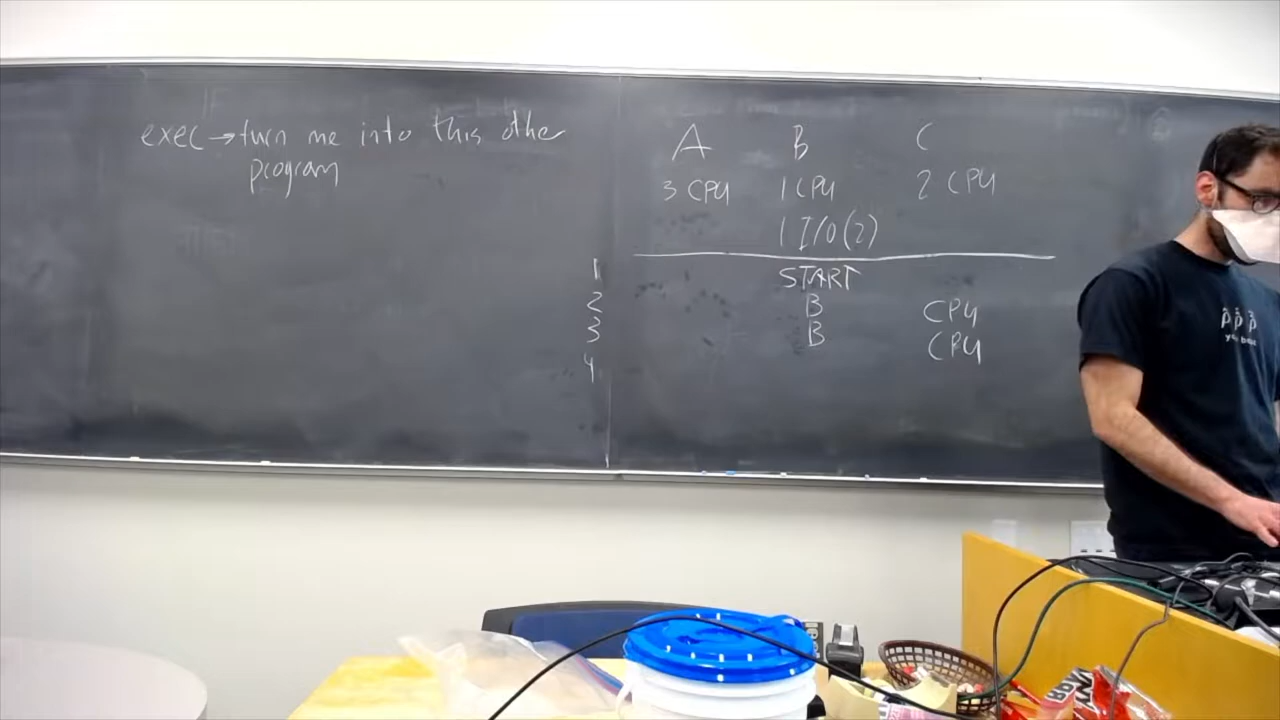 exec → turn me into this other
program
A B C
3 CPU 1 CPU 2 CPU
1 I/O (2)
1 START
2 B CPU
3 B CPU
4